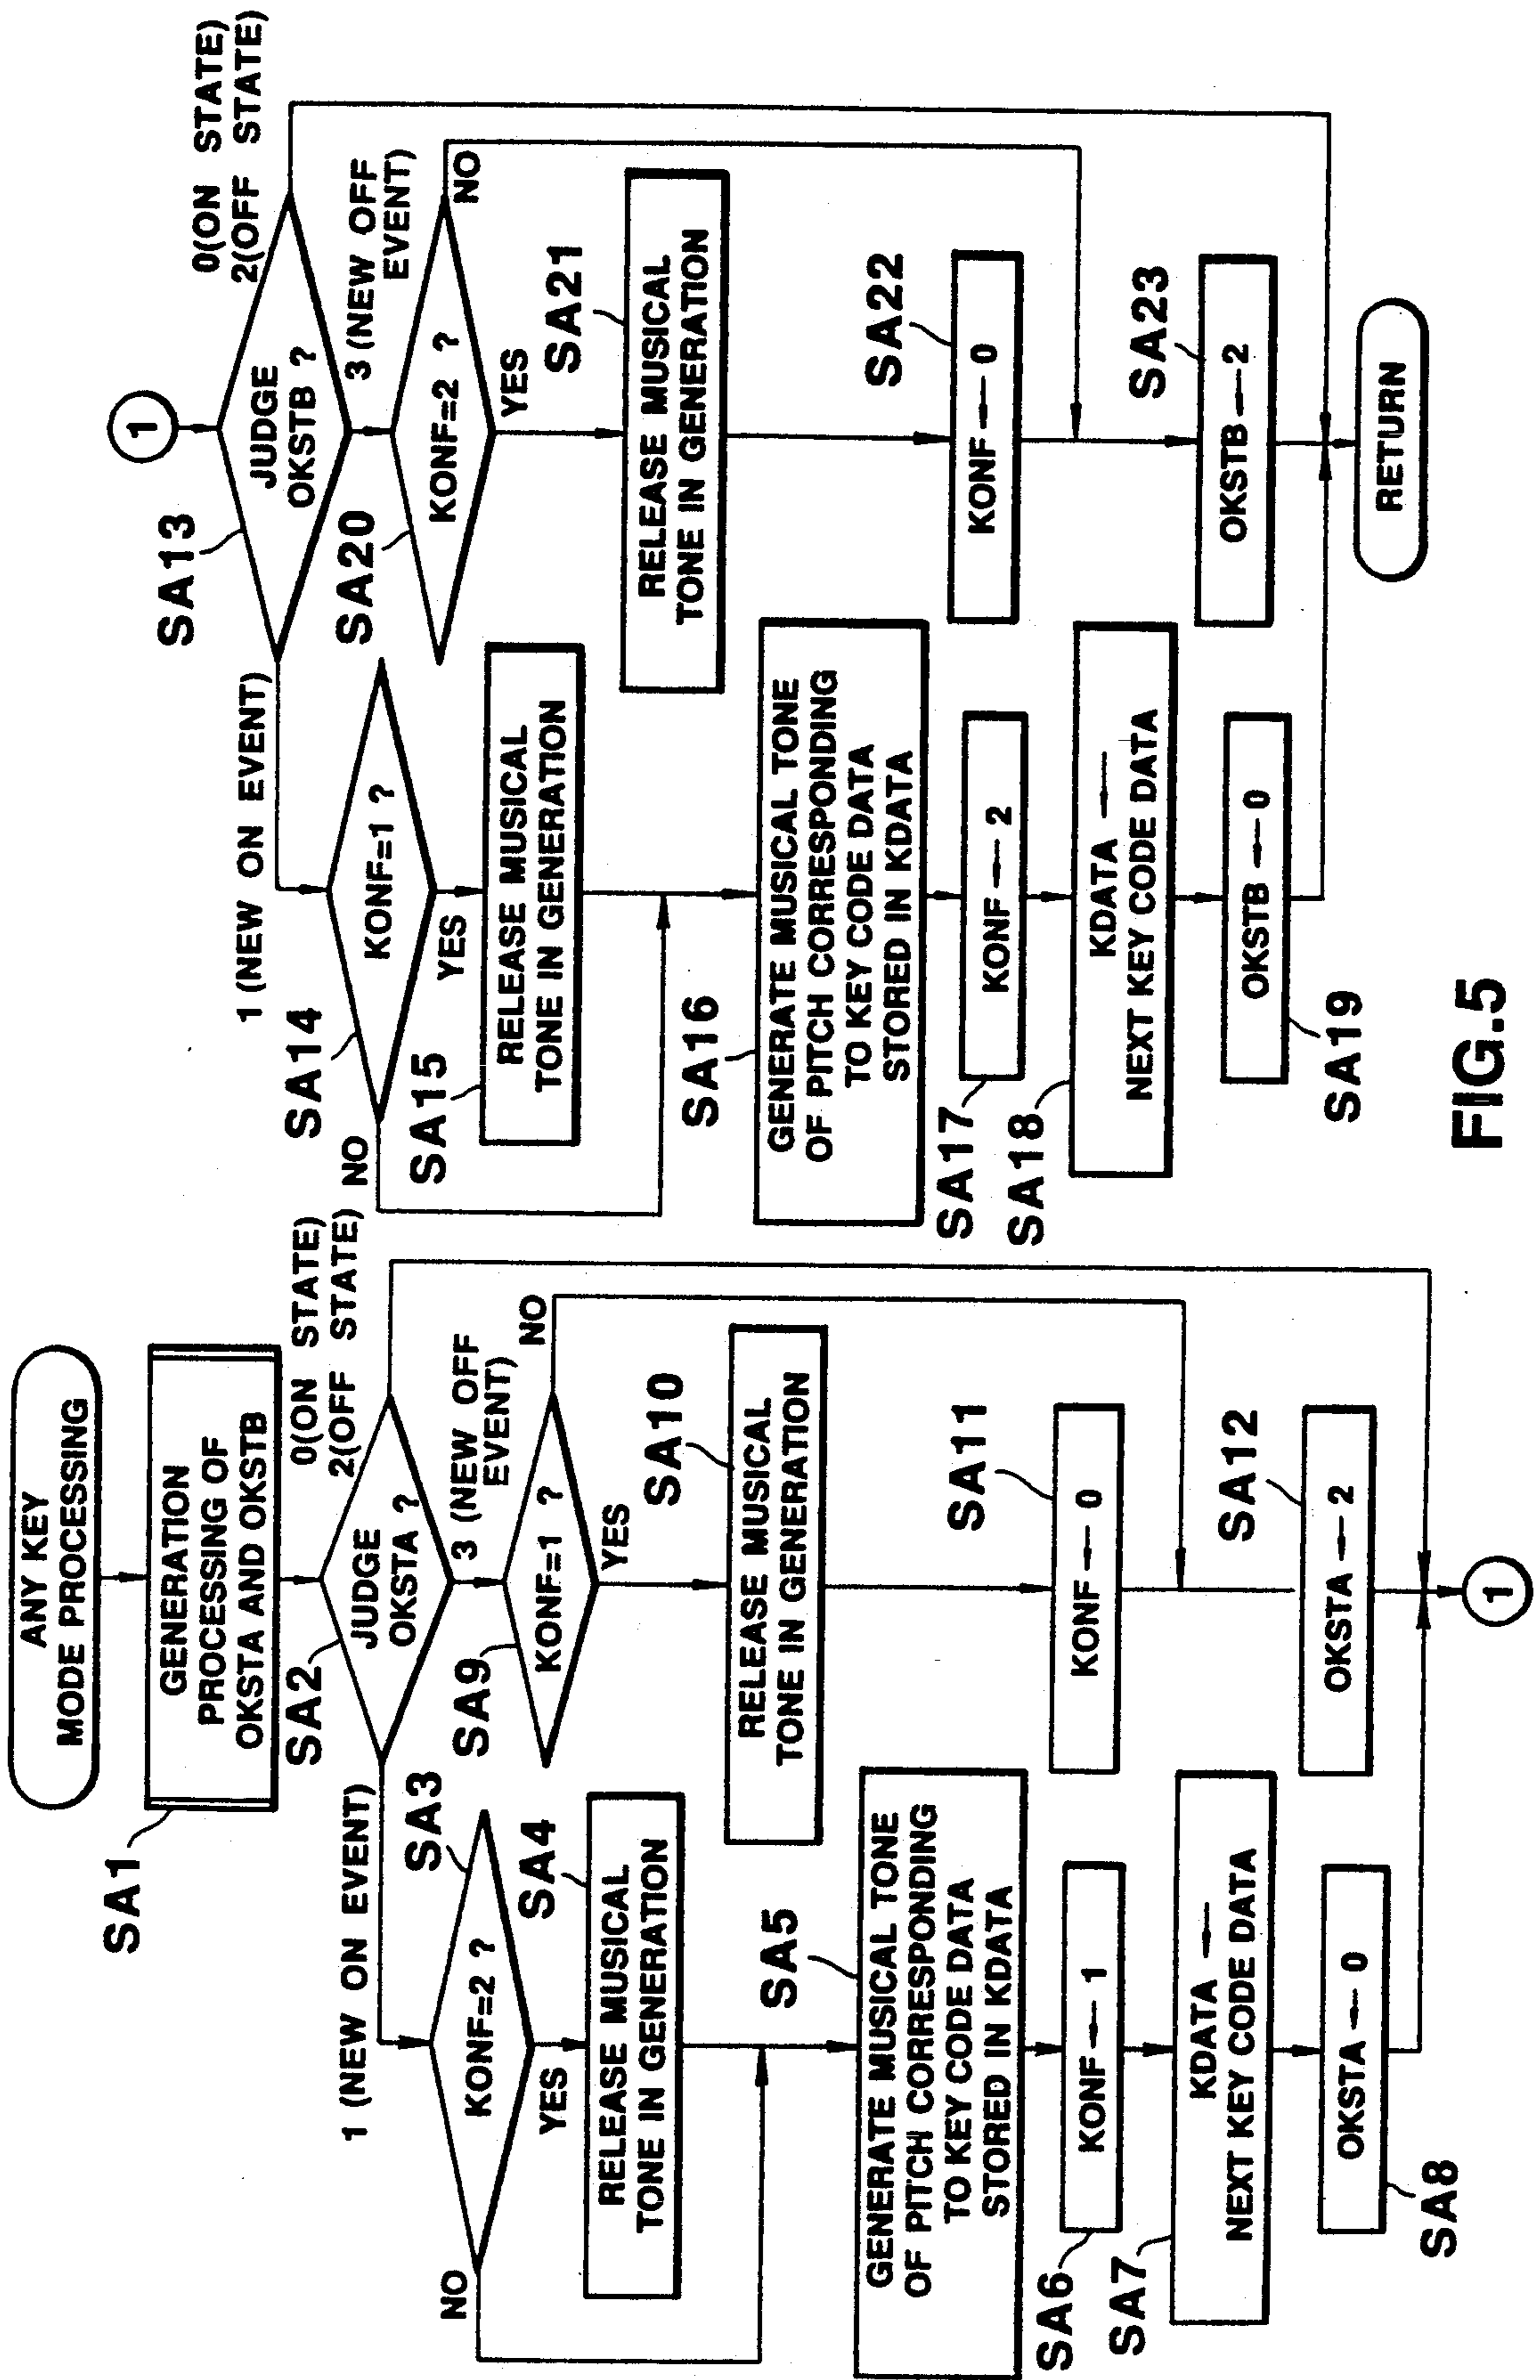 ANY KEY
MODE PROCESSING
SA1
GENERATION
PROCESSING OF
OKSTA AND OKSTB
SA2
JUDGE
OKSTA ?
0(ON STATE)
2(OFF STATE)
1 (NEW ON EVENT)
3 (NEW OFF
EVENT)
SA3
KONF=2 ?
NO
YES
SA4
RELEASE MUSICAL
TONE IN GENERATION
SA5
GENERATE MUSICAL TONE
OF PITCH CORRESPONDING
TO KEY CODE DATA
STORED IN KDATA
SA6
KONF ← 1
SA7
KDATA ←
NEXT KEY CODE DATA
SA8
OKSTA ← 0
SA9
KONF=1 ?
NO
YES
SA10
RELEASE MUSICAL
TONE IN GENERATION
SA11
KONF ← 0
SA12
OKSTA ← 2
1
1
SA13
JUDGE
OKSTB ?
0(ON STATE)
2(OFF STATE)
1 (NEW ON EVENT)
3 (NEW OFF
EVENT)
SA14
KONF=1 ?
NO
YES
SA15
RELEASE MUSICAL
TONE IN GENERATION
SA16
GENERATE MUSICAL TONE
OF PITCH CORRESPONDING
TO KEY CODE DATA
STORED IN KDATA
SA17
KONF ← 2
SA18
KDATA ←
NEXT KEY CODE DATA
SA19
OKSTB ← 0
SA20
KONF=2 ?
NO
YES
SA21
RELEASE MUSICAL
TONE IN GENERATION
SA22
KONF ← 0
SA23
OKSTB ← 2
RETURN
FIG.5